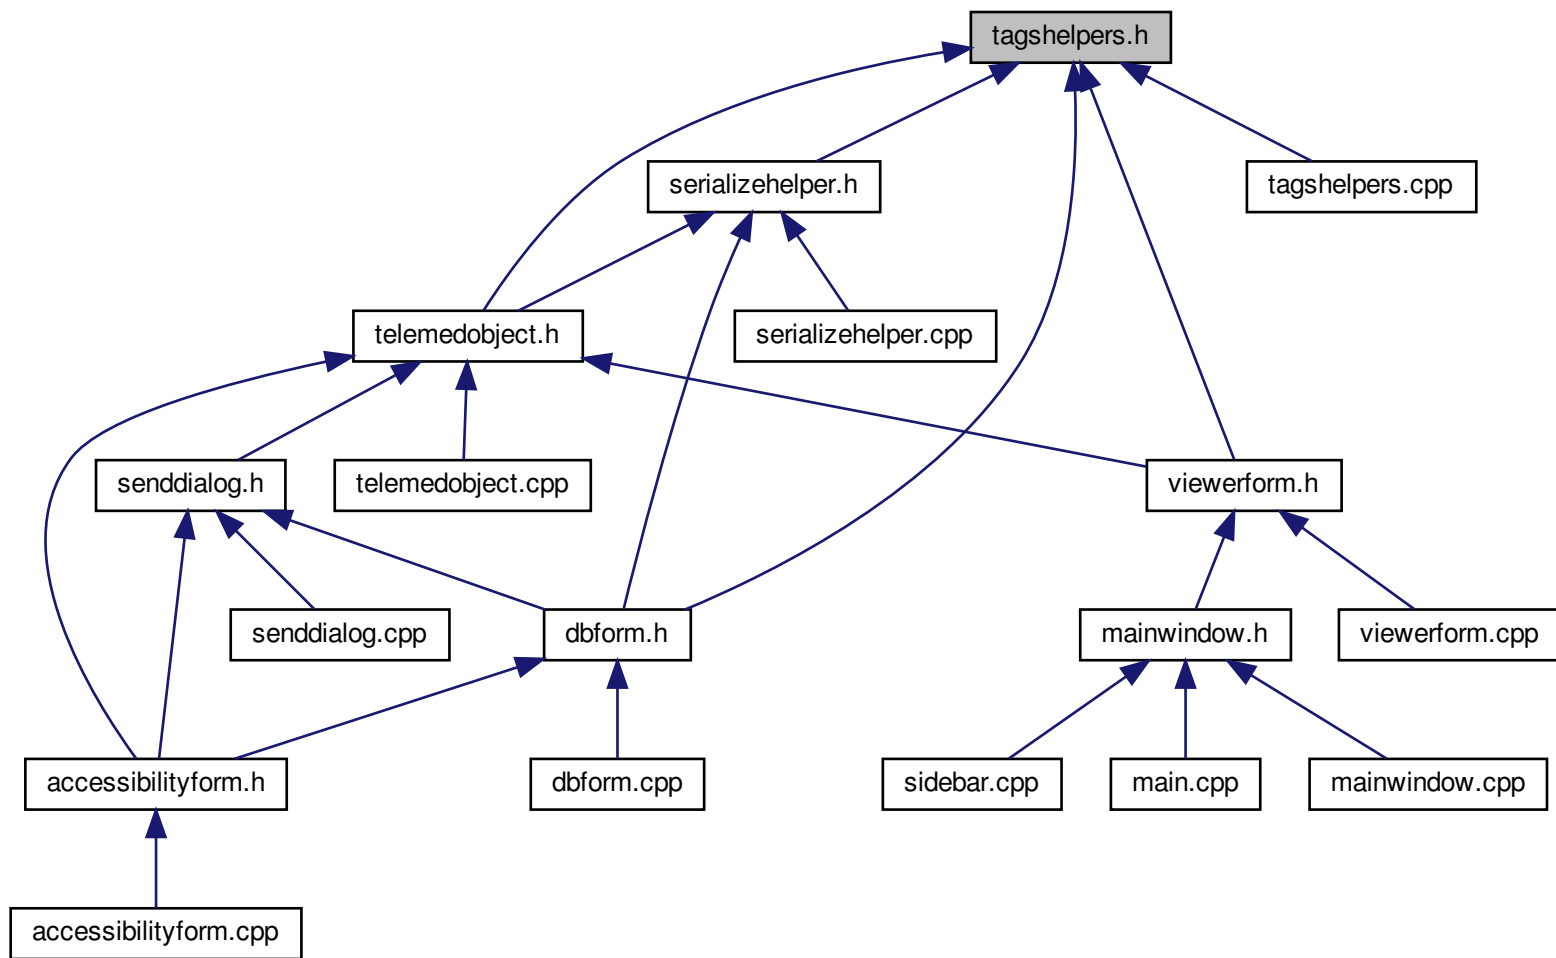 tagshelpers.h
serializehelper.h
tagshelpers.cpp
telemedobject.h
serializehelper.cpp
senddialog.h
telemedobject.cpp
viewerform.h
senddialog.cpp
dbform.h
mainwindow.h
viewerform.cpp
accessibilityform.h
dbform.cpp
sidebar.cpp
main.cpp
mainwindow.cpp
accessibilityform.cpp